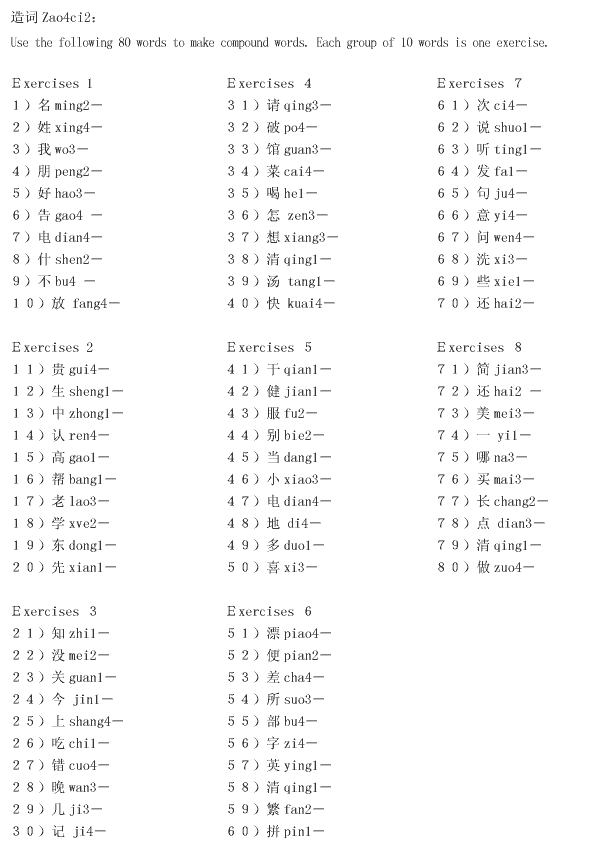 造词 Zao4ci2:
Use the following 80 words to make compound words. Each group of 10 words is one exercise.
Exercises 1
1）名 ming2—
2）姓 xing4—
3）我 wo3—
4）朋 peng2—
5）好 hao3—
6）告 gao4 —
7）电 dian4—
8）什 shen2—
9）不 bu4 —
10）放 fang4—
Exercises 2
11）贵 gui4—
12）生 sheng1—
13）中 zhong1—
14）认 ren4—
15）高 gao1—
16）帮 bang1—
17）老 lao3—
18）学 xve2—
19）东 dong1—
20）先 xian1—
Exercises 3
21）知 zhi1—
22）没 mei2—
23）关 guan1—
24）今 jin1—
25）上 shang4—
26）吃 chi1—
27）错 cuo4—
28）晚 wan3—
29）几 ji3—
30）记 ji4—
Exercises 4
31）请 qing3—
32）破 po4—
33）馆 guan3—
34）菜 cai4—
35）喝 he1—
36）怎 zen3—
37）想 xiang3—
38）清 qing1—
39）汤 tang1—
40）快 kuai4—
Exercises 5
41）于 qian1—
42）健 jian1—
43）服 fu2—
44）别 bie2—
45）当 dang1—
46）小 xiao3—
47）电 dian4—
48）地 di4—
49）多 duo1—
50）喜 xi3—
Exercises 6
51）漂 piao4—
52）便 pian2—
53）差 cha4—
54）所 suo3—
55）部 bu4—
56）字 zi4—
57）英 ying1—
58）清 qing1—
59）繁 fan2—
60）拼 pin1—
Exercises 7
61）次 ci4—
62）说 shuo1—
63）听 ting1—
64）发 fa1—
65）句 ju4—
66）意 yi4—
67）问 wen4—
68）洗 xi3—
69）些 xie1—
70）还 hai2—
Exercises 8
71）简 jian3—
72）还 hai2 —
73）美 mei3—
74）一 yi1—
75）哪 na3—
76）买 mai3—
77）长 chang2—
78）点 dian3—
79）清 qing1—
80）做 zuo4—